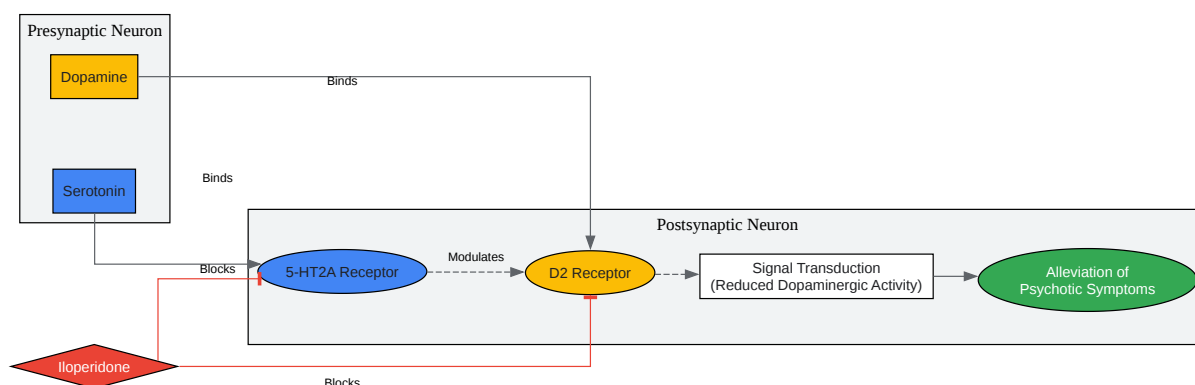 Presynaptic Neuron
Dopamine
Binds
Serotonin
Binds
Postsynaptic Neuron
Blocks
5-HT2A Receptor
Modulates
D2 Receptor
Signal Transduction
(Reduced Dopaminergic Activity)
Alleviation of
Psychotic Symptoms
Iloperidone
Blocks